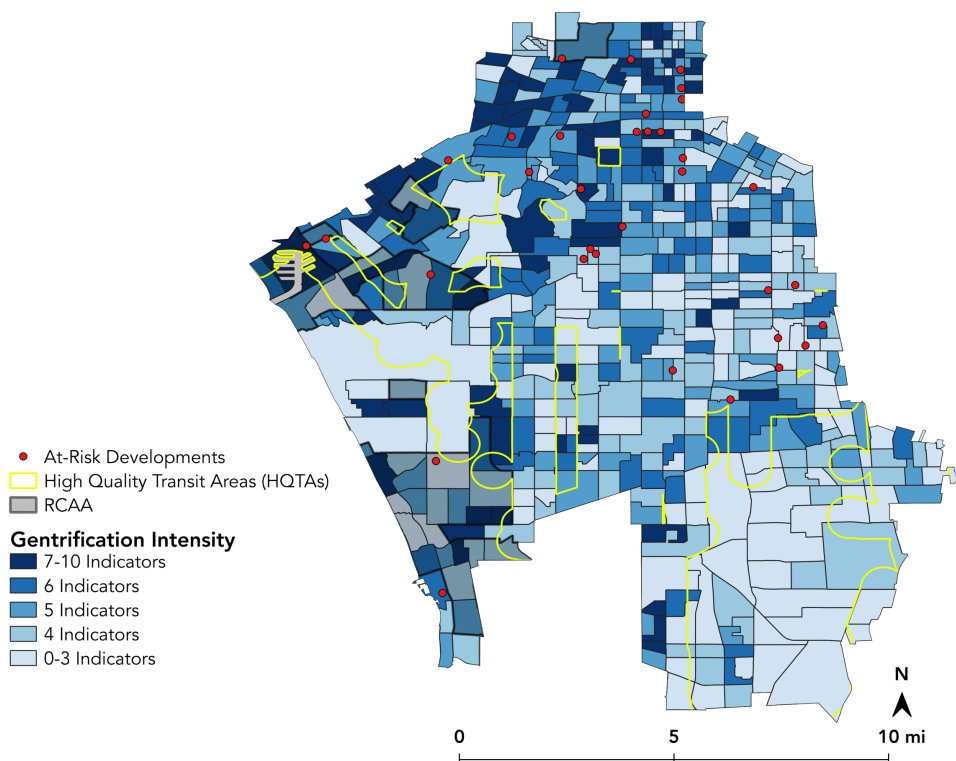 At-Risk Developments
High Quality Transit Areas (HQTAs)
RCAA
Gentrification Intensity
7-10 Indicators
6 Indicators
5 Indicators
4 Indicators
0-3 Indicators
N
0 5 10 mi